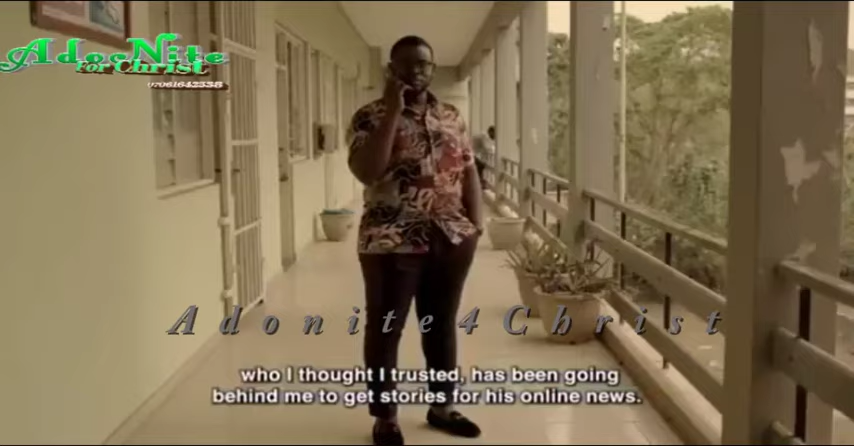 AdocNite
For Christ
07061642338
Adonite4Christ
who I thought I trusted, has been going
behind me to get stories for his online news.